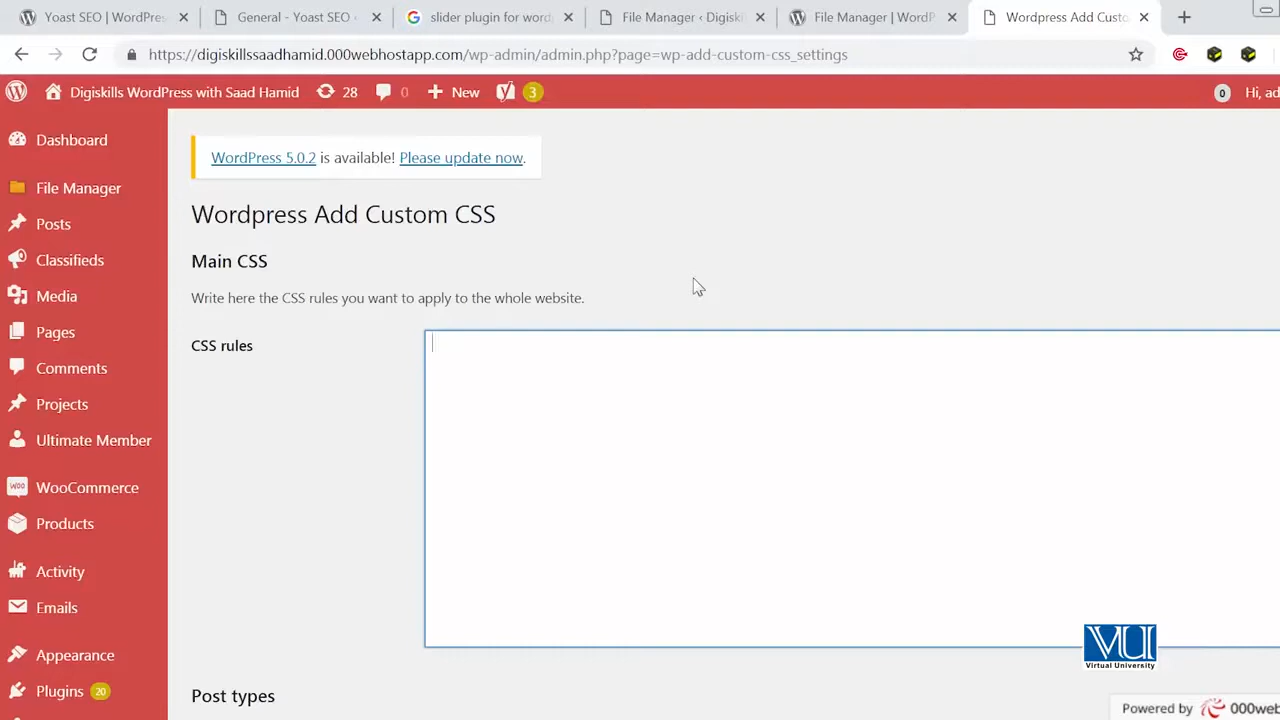 Yoast SEO | WordPres
General - Yoast SEO
slider plugin for word
File Manager ‹ Digiskil
File Manager | WordP
Wordpress Add Custo
https://digiskillssaadhamid.000webhostapp.com/wp-admin/admin.php?page=wp-add-custom-css_settings
Digiskills WordPress with Saad Hamid
28
0
New
3
0
Hi, ad
Dashboard
WordPress 5.0.2 is available! Please update now.
File Manager
Wordpress Add Custom CSS
Posts
Main CSS
Classifieds
Media
Write here the CSS rules you want to apply to the whole website.
Pages
CSS rules
Comments
Projects
Ultimate Member
WooCommerce
Products
Activity
Emails
Appearance
Plugins 20
Post types
VU
Virtual University
Powered by 000web